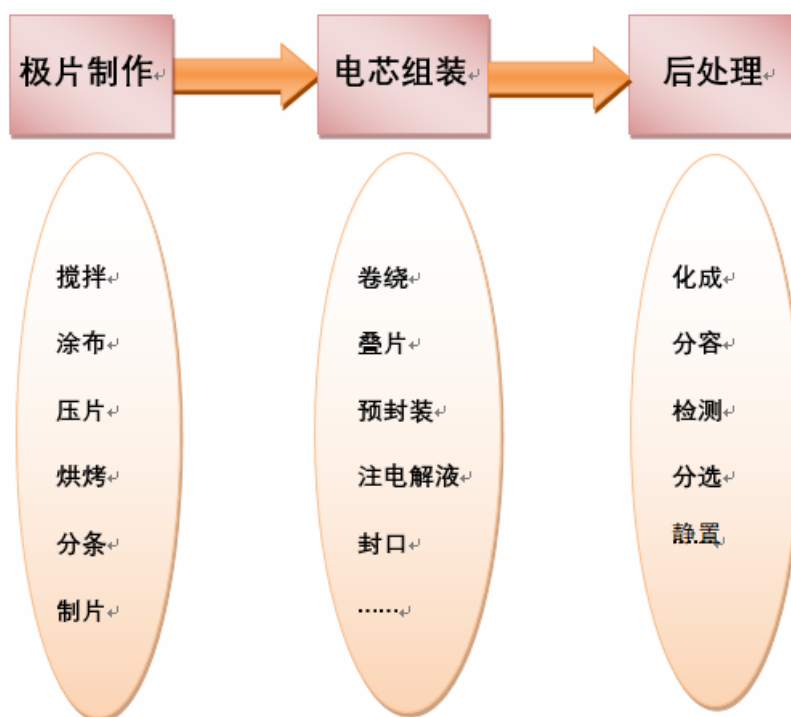 极片制作
电芯组装
后处理
搅拌
涂布
压片
烘烤
分条
制片
卷绕
叠片
预封装
注电解液
封口
……
化成
分容
检测
分选
静置
……